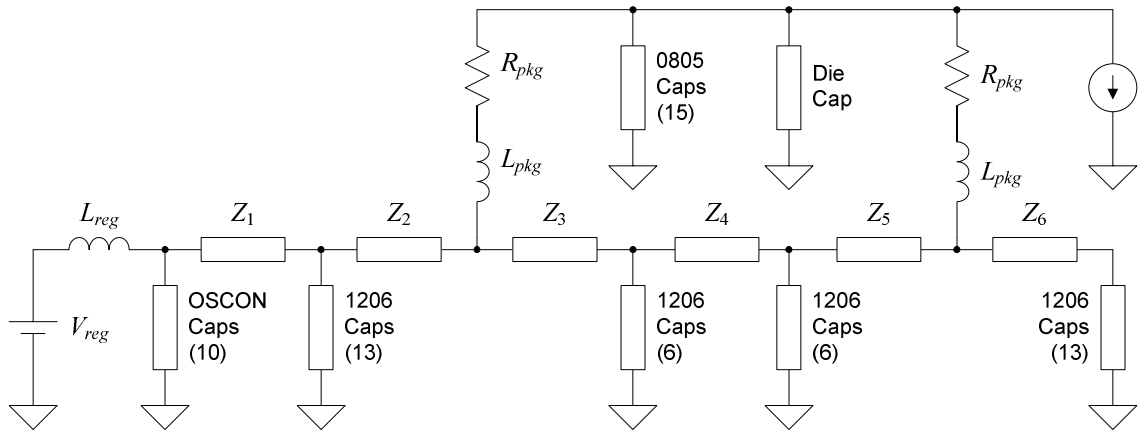 R_pkg
0805
Caps
(15)
Die
Cap
R_pkg
L_pkg
L_pkg
L_reg
Z_1
Z_2
Z_3
Z_4
Z_5
Z_6
V_reg
OSCON
Caps
(10)
1206
Caps
(13)
1206
Caps
(6)
1206
Caps
(6)
1206
Caps
(13)